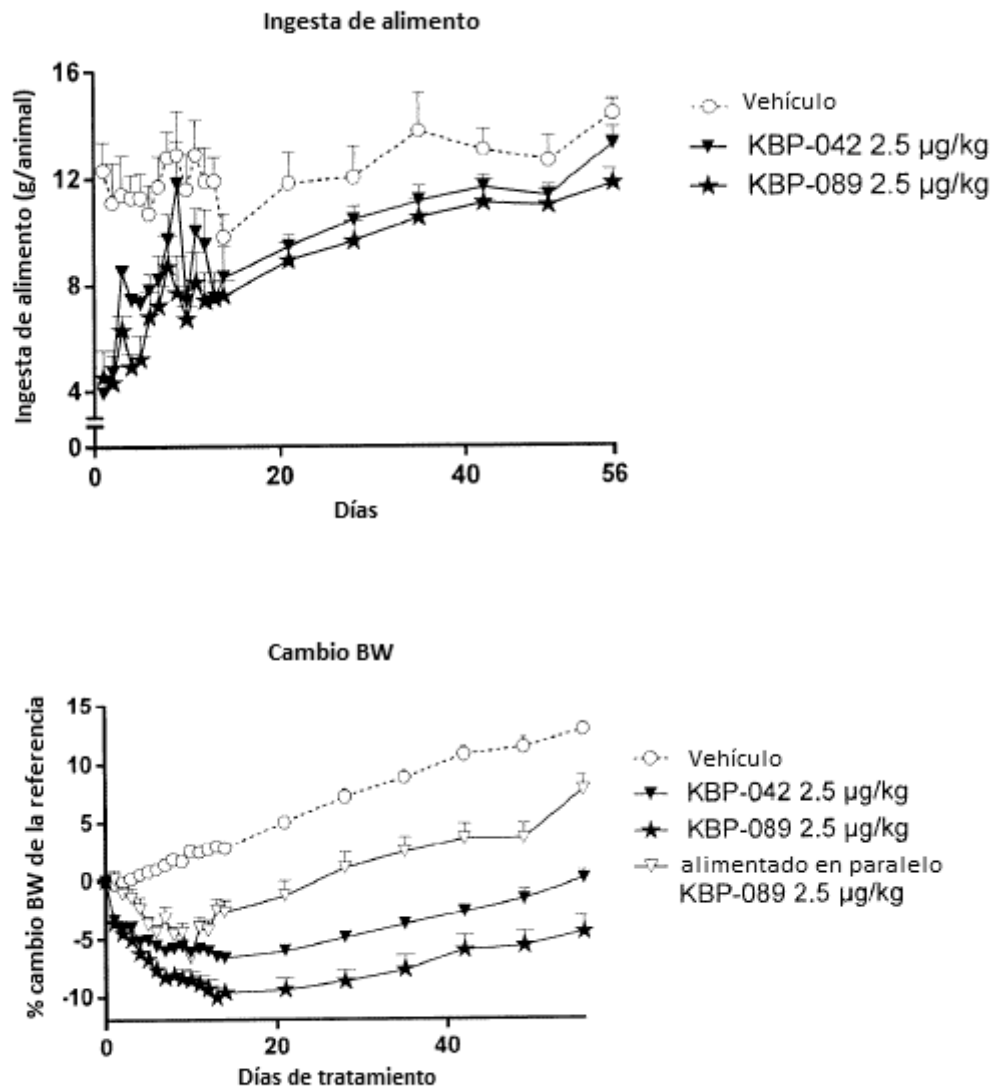 Ingesta de alimento
Ingesta de alimento (g/animal)
16
12
8
4
0
0
20
40
56
Días
Vehículo
KBP-042 2.5 µg/kg
KBP-089 2.5 µg/kg
Cambio BW
% cambio BW de la referencia
15
10
5
0
-5
-10
0
20
40
Días de tratamiento
Vehículo
KBP-042 2.5 µg/kg
KBP-089 2.5 µg/kg
alimentado en paralelo
KBP-089 2.5 µg/kg